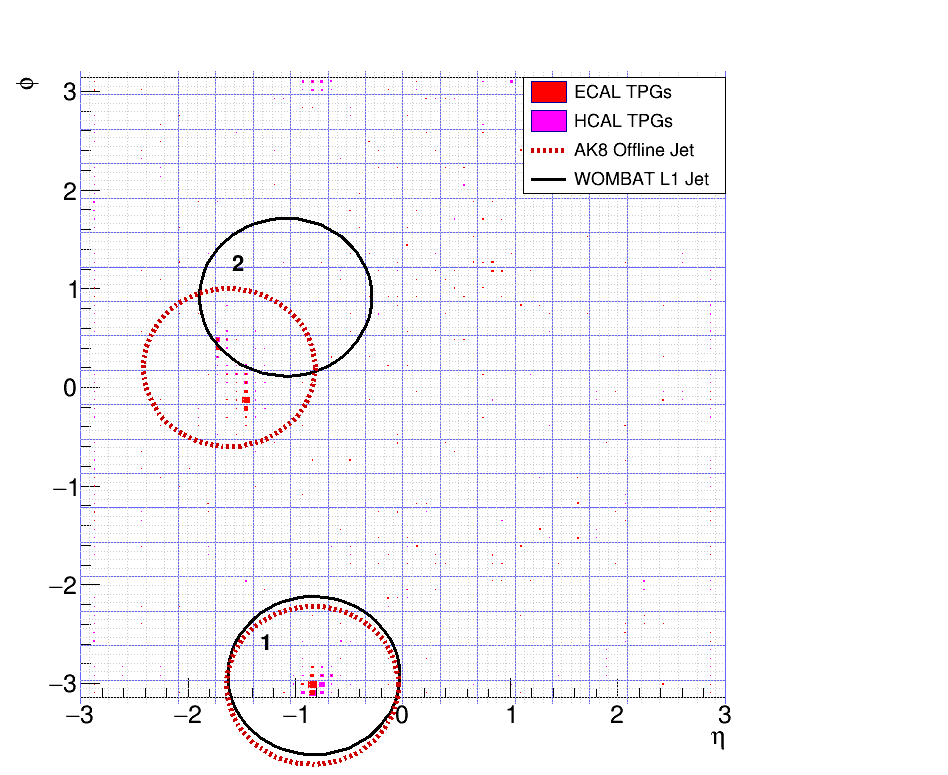 φ
3
2
1
0
−1
−2
−3
ECAL TPGs
HCAL TPGs
AK8 Offline Jet
WOMBAT L1 Jet
2
1
−3 −2 −1 0 1 2 3
η